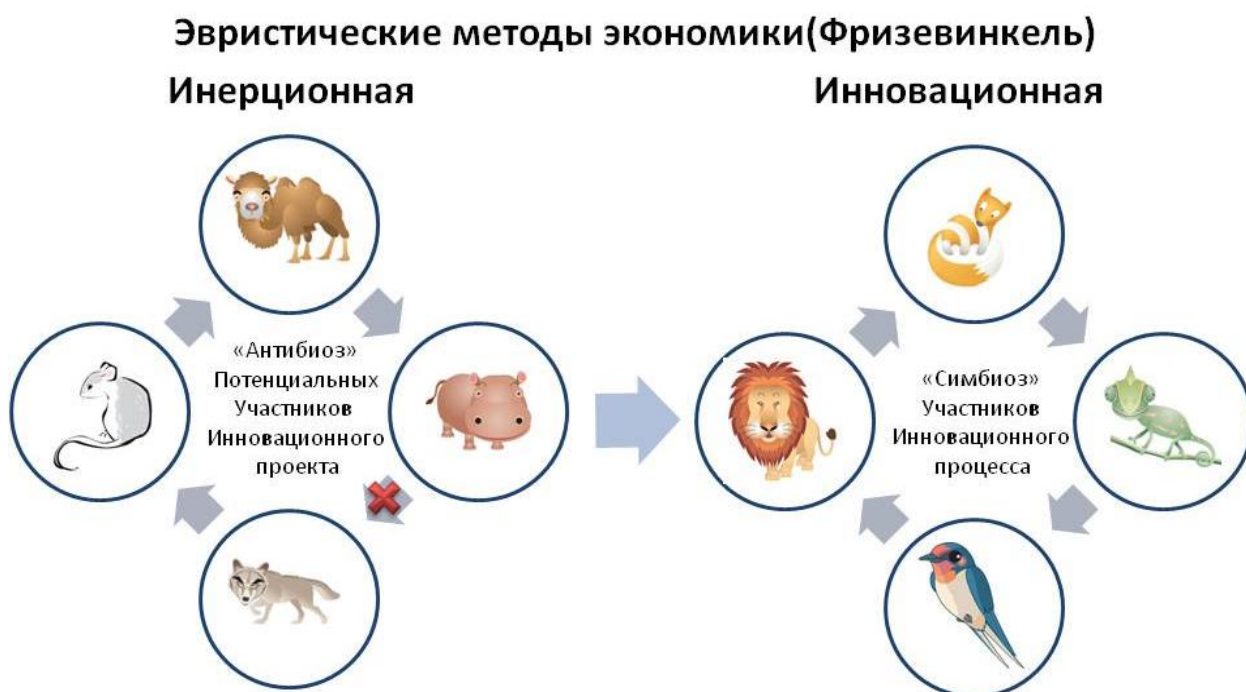 Эвристические методы экономики(Фризевинкель)
Инерционная
Инновационная
«Антибиоз»
Потенциальных
Участников
Инновационного
проекта
«Симбиоз»
Участников
Инновационного
процесса